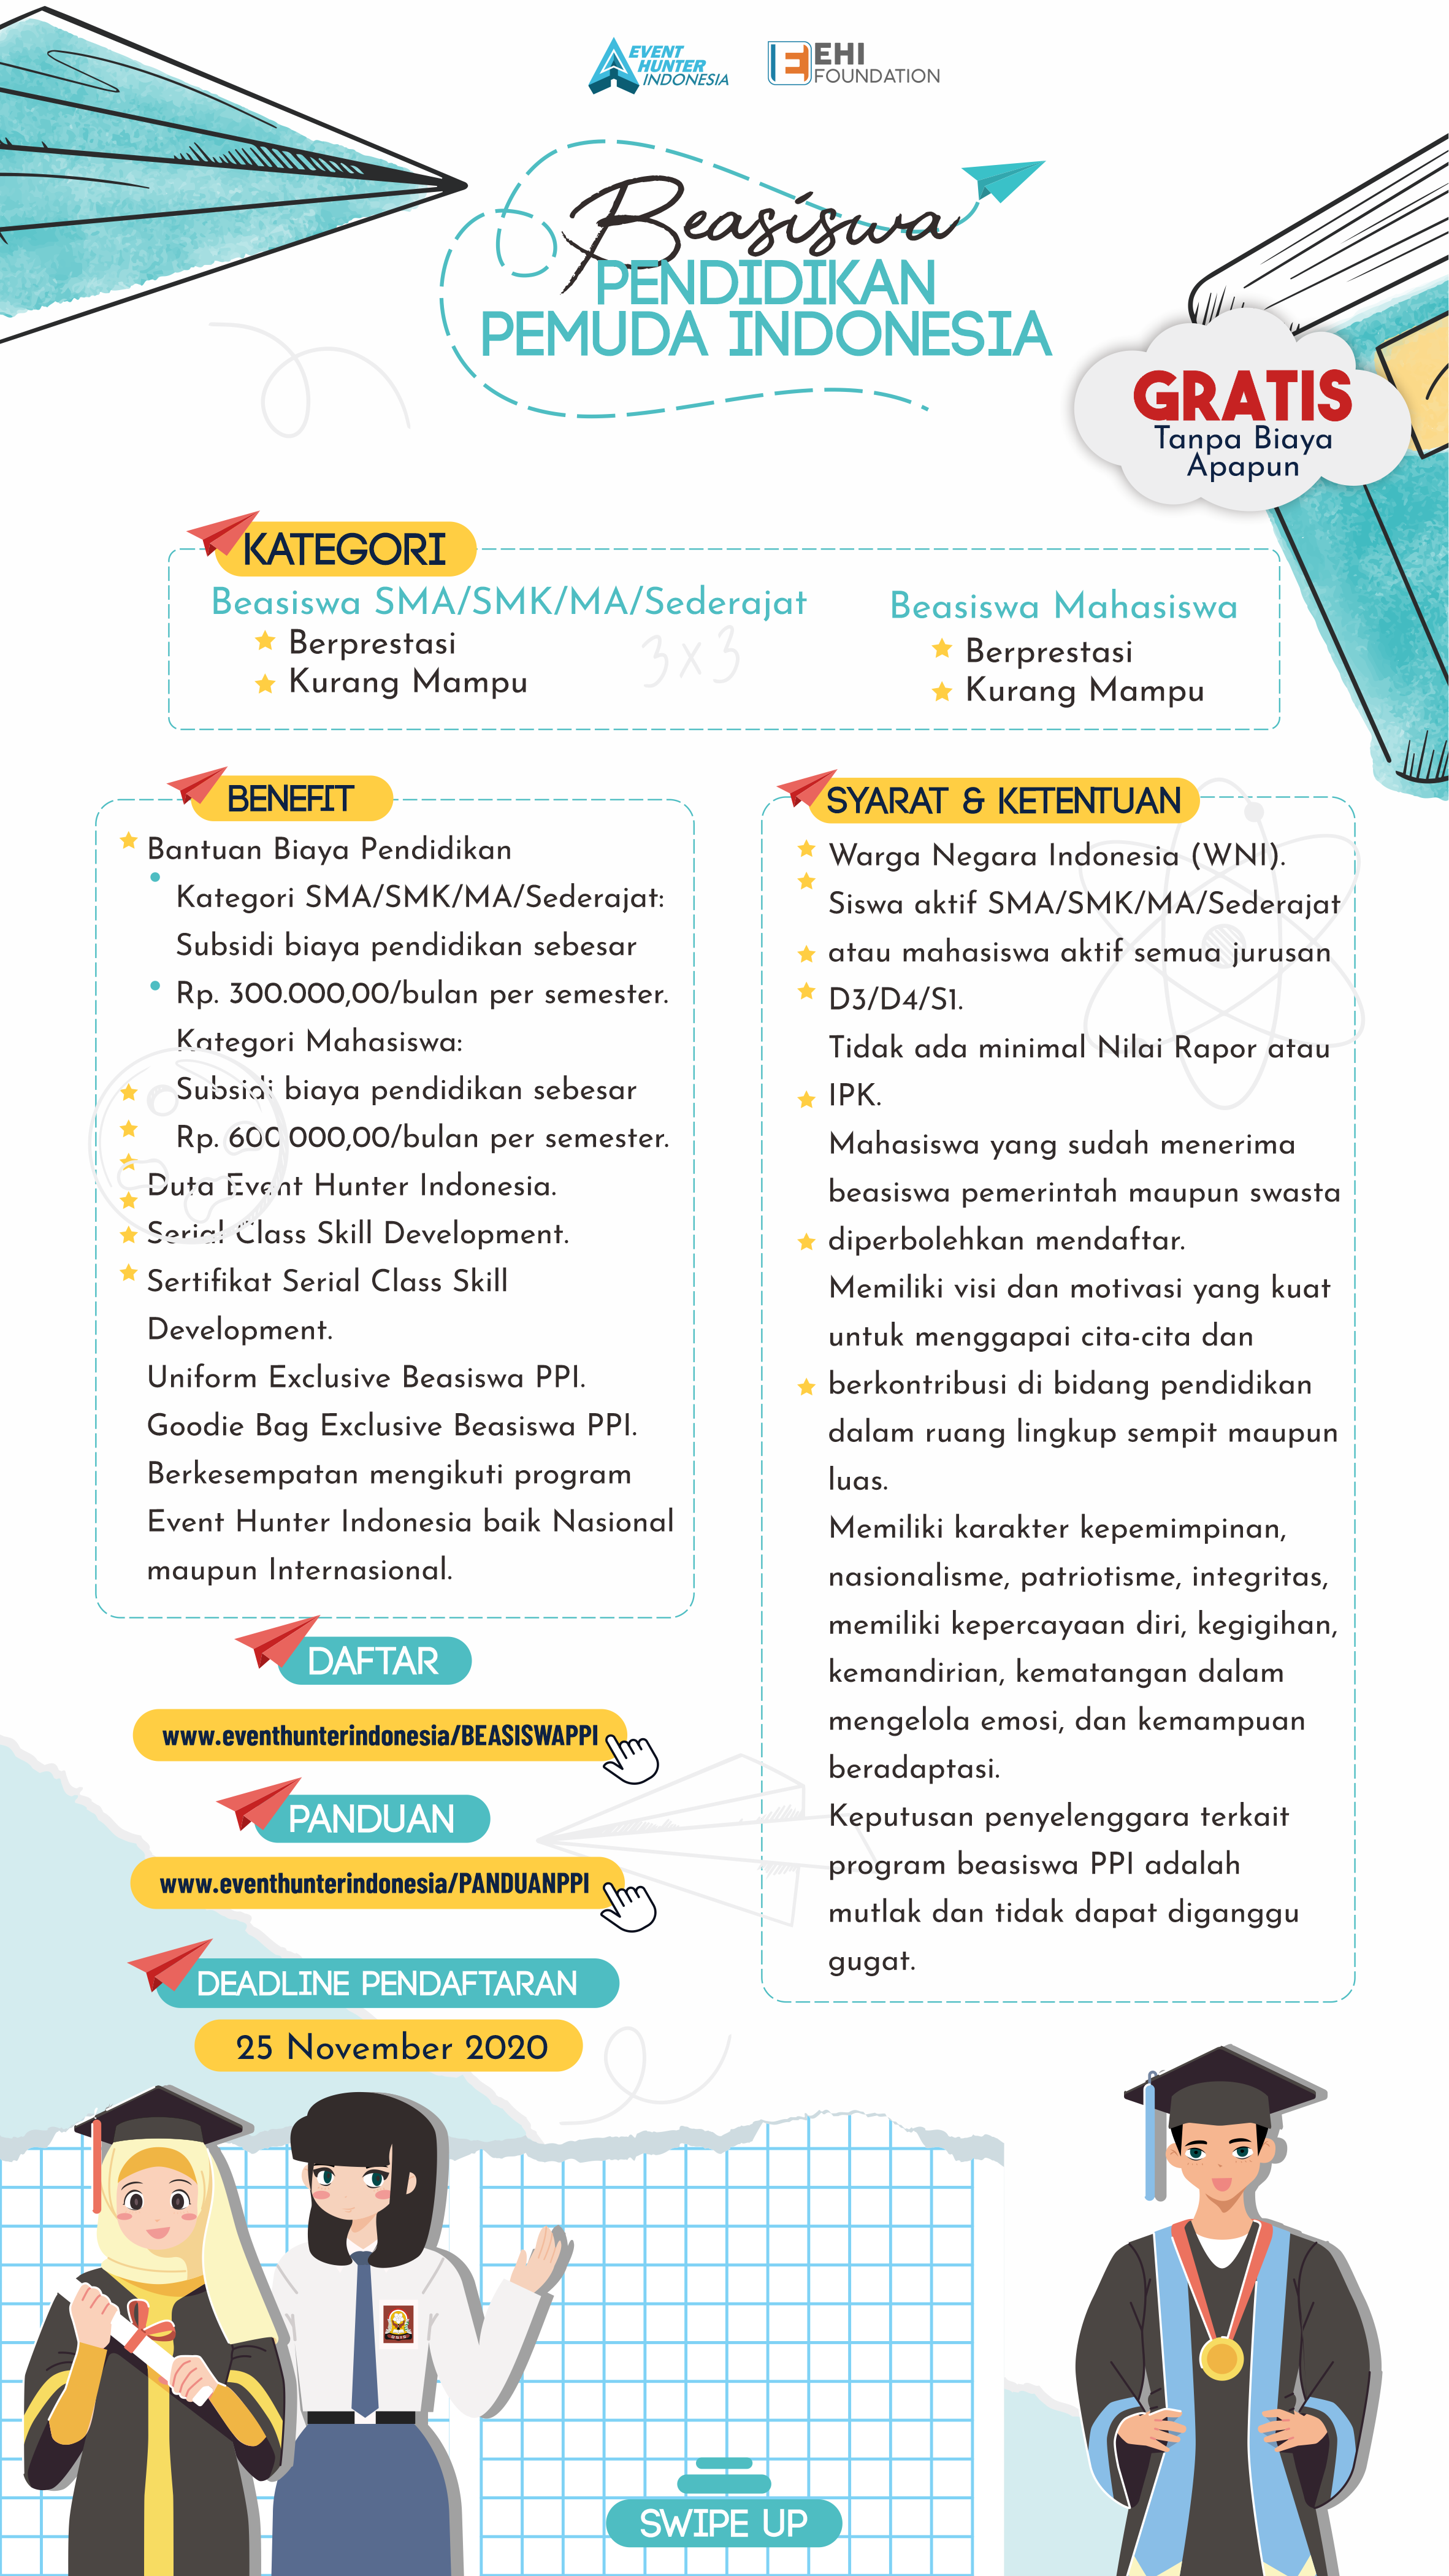 EVENT
HUNTER
INDONESIA
EHI
FOUNDATION
Beasiswa
PENDIDIKAN
PEMUDA INDONESIA
GRATIS
Tanpa Biaya
Apapun
KATEGORI
Beasiswa SMA/SMK/MA/Sederajat
Berprestasi
Kurang Mampu
3x3
Beasiswa Mahasiswa
Berprestasi
Kurang Mampu
BENEFIT
Bantuan Biaya Pendidikan
Kategori SMA/SMK/MA/Sederajat:
Subsidi biaya pendidikan sebesar
Rp. 300.000,00/bulan per semester.
Kategori Mahasiswa:
Subsidi biaya pendidikan sebesar
Rp. 600.000,00/bulan per semester.
Duta Event Hunter Indonesia.
Serial Class Skill Development.
Sertifikat Serial Class Skill
Development.
Uniform Exclusive Beasiswa PPI.
Goodie Bag Exclusive Beasiswa PPI.
Berkesempatan mengikuti program
Event Hunter Indonesia baik Nasional
maupun Internasional.
SYARAT & KETENTUAN
Warga Negara Indonesia (WNI).
Siswa aktif SMA/SMK/MA/Sederajat
atau mahasiswa aktif semua jurusan
D3/D4/S1.
Tidak ada minimal Nilai Rapor atau
IPK.
Mahasiswa yang sudah menerima
beasiswa pemerintah maupun swasta
diperbolehkan mendaftar.
Memiliki visi dan motivasi yang kuat
untuk menggapai cita-cita dan
berkontribusi di bidang pendidikan
dalam ruang lingkup sempit maupun
luas.
Memiliki karakter kepemimpinan,
nasionalisme, patriotisme, integritas,
memiliki kepercayaan diri, kegigihan,
kemandirian, kematangan dalam
mengelola emosi, dan kemampuan
beradaptasi.
Keputusan penyelenggara terkait
program beasiswa PPI adalah
mutlak dan tidak dapat diganggu
gugat.
DAFTAR
www.eventhunterindonesia/BEASISWAPPI
PANDUAN
www.eventhunterindonesia/PANDUANPPI
DEADLINE PENDAFTARAN
25 November 2020
SWIPE UP